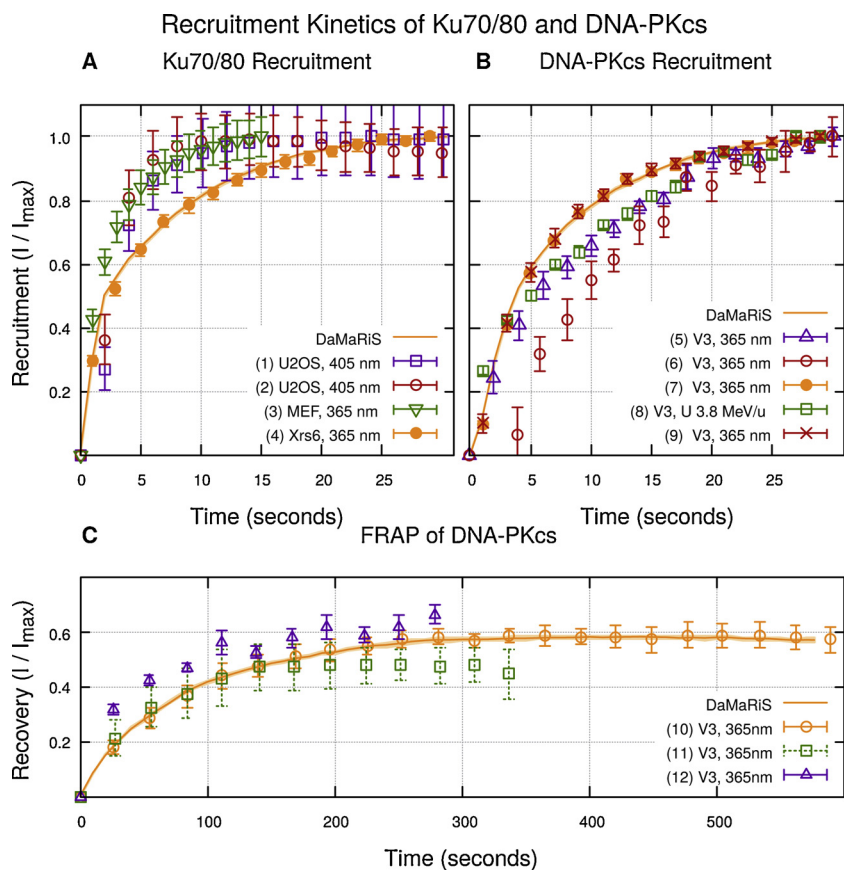 Recruitment Kinetics of Ku70/80 and DNA-PKcs
A Ku70/80 Recruitment
B DNA-PKcs Recruitment
Recruitment (I / Imax)
1.0
0.8
0.6
0.4
0.2
DaMaRiS
(1) U2OS, 405 nm
(2) U2OS, 405 nm
(3) MEF, 365 nm
(4) Xrs6, 365 nm
0 5 10 15 20 25
Time (seconds)
DaMaRiS
(5) V3, 365 nm
(6) V3, 365 nm
(7) V3, 365 nm
(8) V3, U 3.8 MeV/u
(9) V3, 365 nm
0 5 10 15 20 25
Time (seconds)
C FRAP of DNA-PKcs
Recovery (I / Imax)
0.6
0.4
0.2
DaMaRiS
(10) V3, 365nm
(11) V3, 365nm
(12) V3, 365nm
0 100 200 300 400 500
Time (seconds)